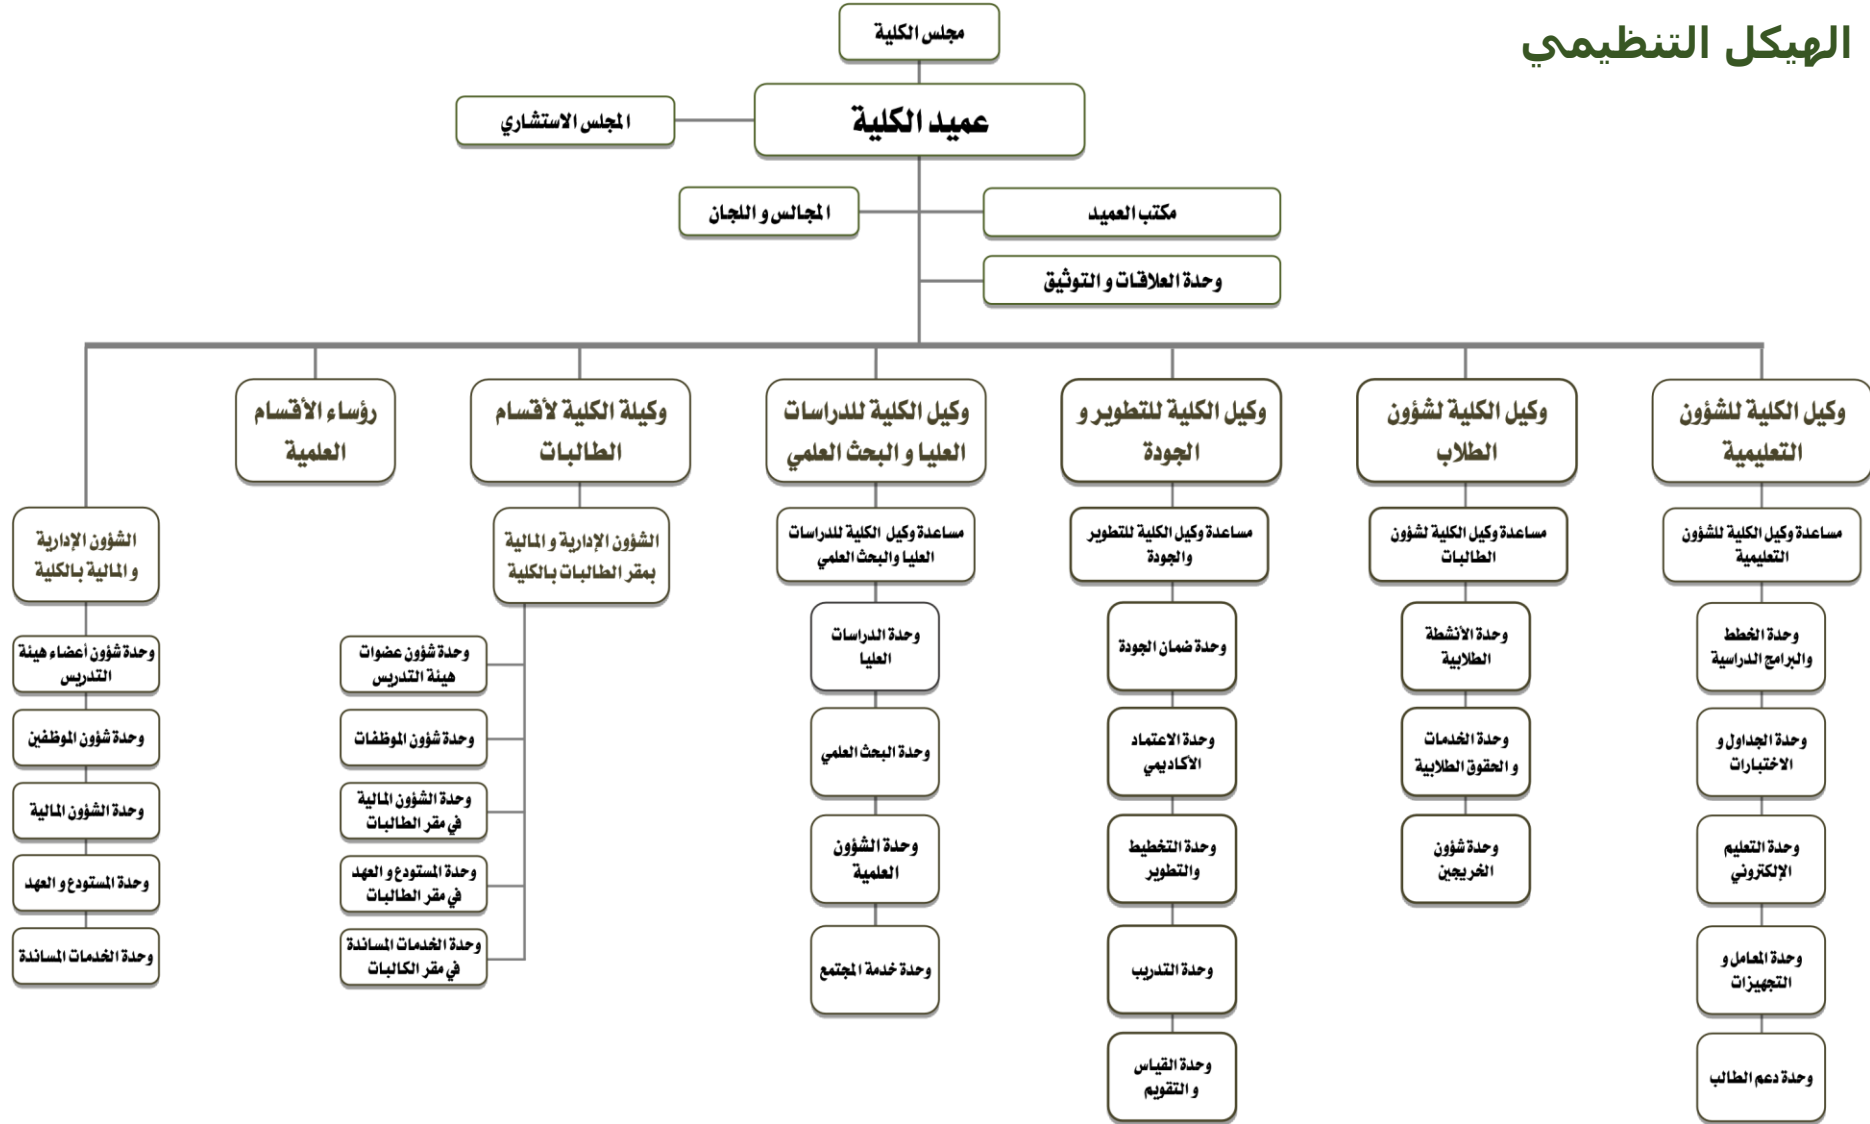 الهيكل التنظيمي
مجلس الكلية
عميد الكلية
المجلس الاستشاري
مكتب العميد
المجالس و اللجان
وحدة العلاقات و التوثيق
وكيل الكلية للشؤون
التعليمية
وكيل الكلية لشؤون
الطلاب
وكيل الكلية للتطوير و
الجودة
وكيل الكلية للدراسات
العليا و البحث العلمي
وكيلة الكلية لأقسام
الطالبات
رؤساء الأقسام
العلمية
مساعدة وكيل الكلية للشؤون
التعليمية
مساعدة وكيل الكلية لشؤون
الطالبات
مساعدة وكيل الكلية للتطوير
والجودة
مساعدة وكيل الكلية للدراسات
العليا والبحث العلمي
الشؤون الإدارية و المالية
بمقر الطالبات بالكلية
الشؤون الإدارية
و المالية بالكلية
وحدة الخطط
والبرامج الدراسية
وحدة الجداول و
الاختبارات
وحدة التعليم
الإلكتروني
وحدة المعامل و
التجهيزات
وحدة دعم الطالب
وحدة الأنشطة
الطلابية
وحدة الخدمات
و الحقوق الطلابية
وحدة شؤون
الخريجين
وحدة ضمان الجودة
وحدة الاعتماد
الأكاديمي
وحدة التخطيط
والتطوير
وحدة التدريب
وحدة القياس
و التقويم
وحدة الدراسات
العليا
وحدة البحث العلمي
وحدة الشؤون
العلمية
وحدة خدمة المجتمع
وحدة شؤون عضوات
هيئة التدريس
وحدة شؤون الموظفات
وحدة الشؤون المالية
في مقر الطالبات
وحدة المستودع و العهد
في مقر الطالبات
وحدة الخدمات المساندة
في مقر الكالبات
وحدة شؤون أعضاء هيئة
التدريس
وحدة شؤون الموظفين
وحدة الشؤون المالية
وحدة المستودع و العهد
وحدة الخدمات المساندة